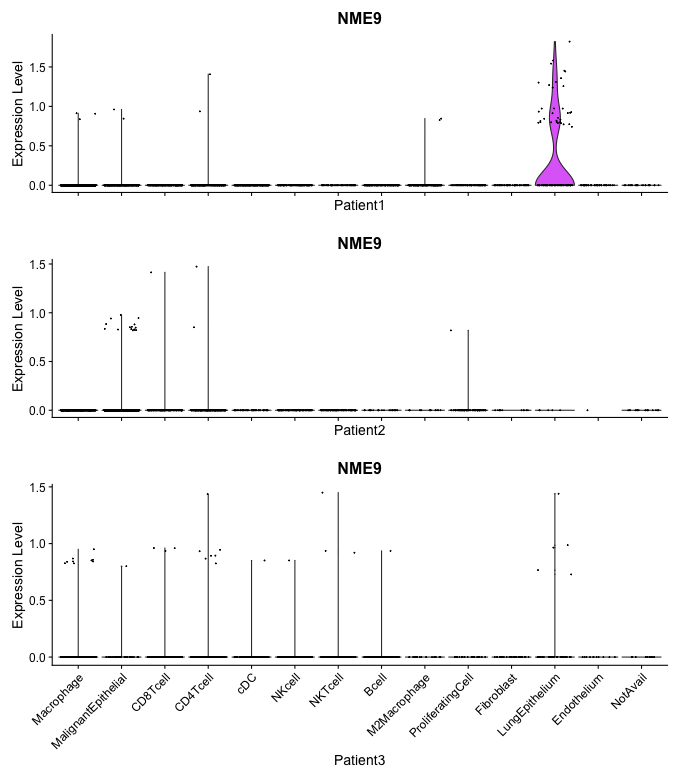 NME9
Expression Level
1.5
1.0
0.5
0.0
Patient1
NME9
Expression Level
1.5
1.0
0.5
0.0
Patient2
NME9
Expression Level
1.5
1.0
0.5
0.0
Macrophage
MalignantEpithelial
CD8Tcell
CD4Tcell
cDC
NKcell
NKTcell
Bcell
M2Macrophage
ProliferatingCell
Fibroblast
LungEpithelium
Endothelium
NotAvail
Patient3